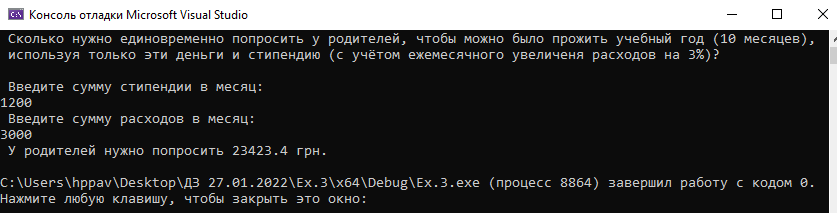 Консоль отладки Microsoft Visual Studio
Сколько нужно единовременно попросить у родителей, чтобы можно было прожить учебный год (10 месяцев),
используя только эти деньги и стипендию (с учётом ежемесячного увеличеня расходов на 3%)?
Введите сумму стипендии в месяц:
1200
Введите сумму расходов в месяц:
3000
У родителей нужно попросить 23423.4 грн.
C:\Users\hppav\Desktop\ДЗ 27.01.2022\Ex.3\x64\Debug\Ex.3.exe (процесс 8864) завершил работу с кодом 0.
Нажмите любую клавишу, чтобы закрыть это окно: